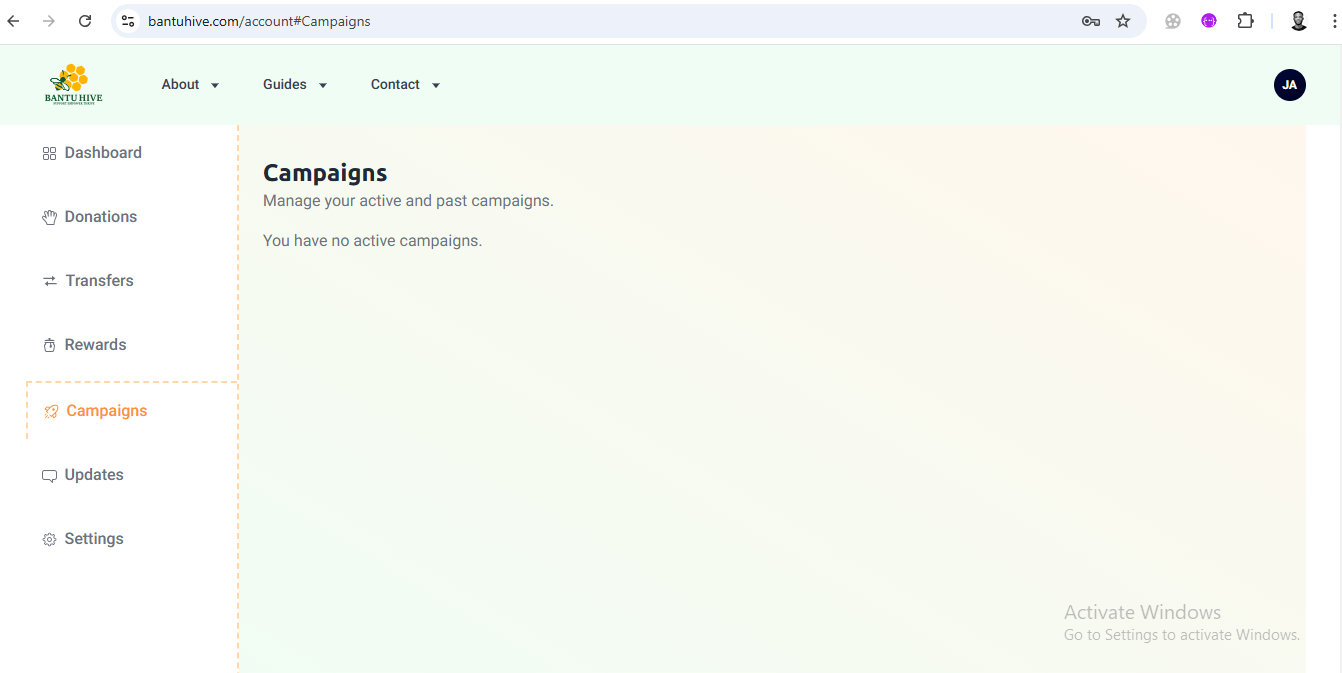 bantuhive.com/account#Campaigns
BANTU HIVE
About
Guides
Contact
JA
Dashboard
Donations
Transfers
Rewards
Campaigns
Updates
Settings
Campaigns
Manage your active and past campaigns.
You have no active campaigns.
Activate Windows
Go to Settings to activate Windows.